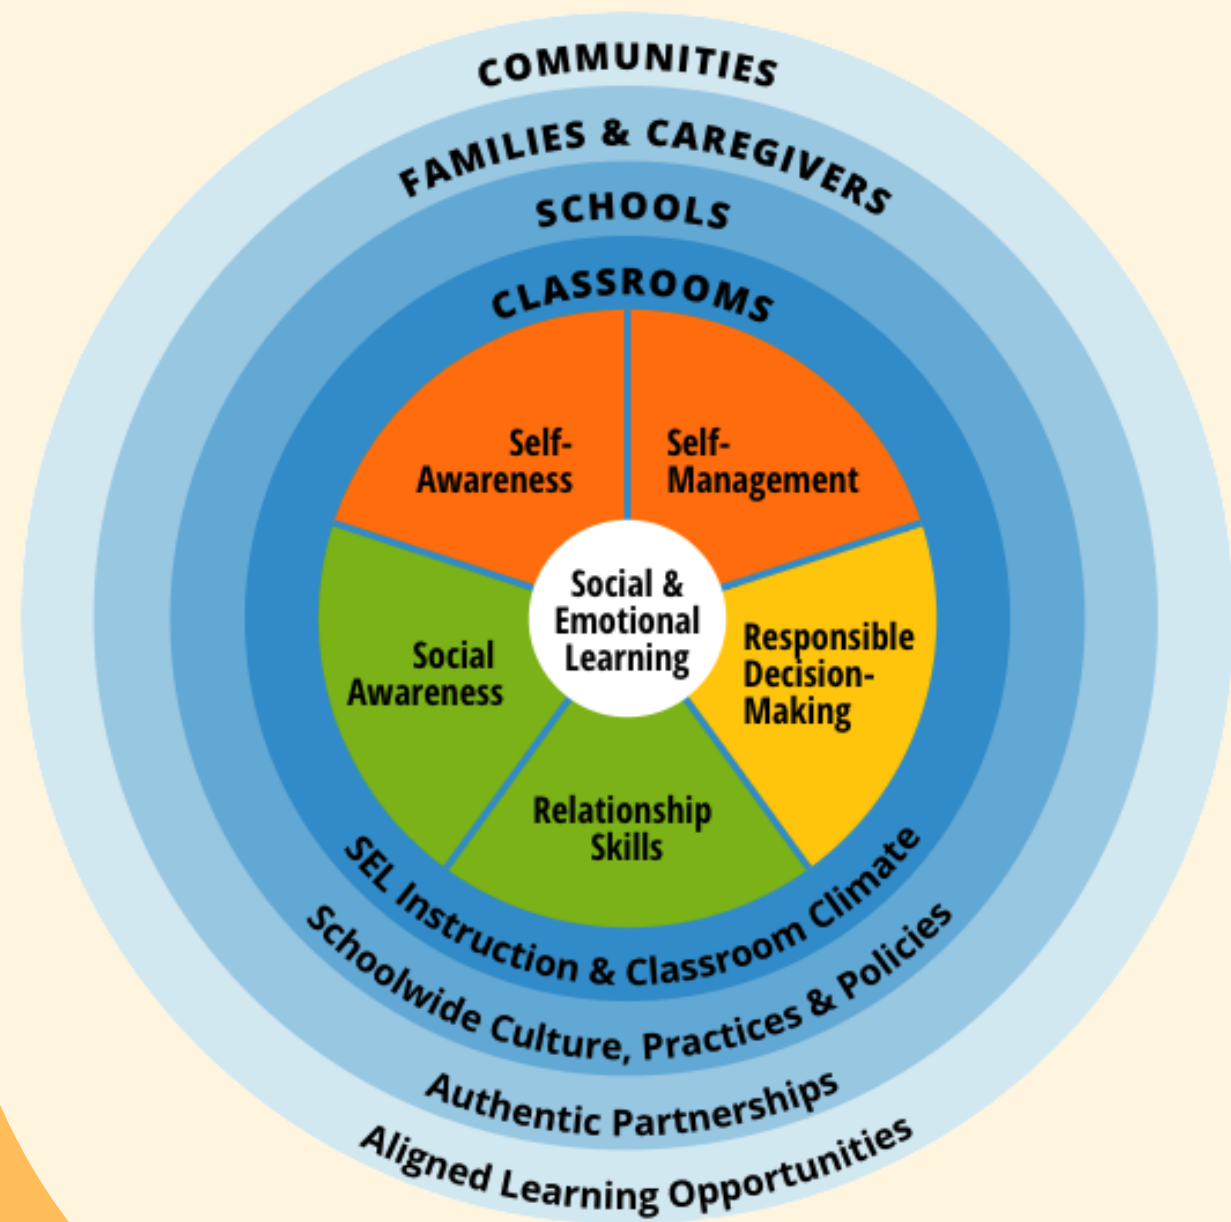 COMMUNITIES
FAMILIES & CAREGIVERS
SCHOOLS
CLASSROOMS
Self-
Awareness
Self-
Management
Social &
Emotional
Learning
Social
Awareness
Responsible
Decision-
Making
Relationship
Skills
SEL Instruction & Classroom Climate
Schoolwide Culture, Practices & Policies
Authentic Partnerships
Aligned Learning Opportunities